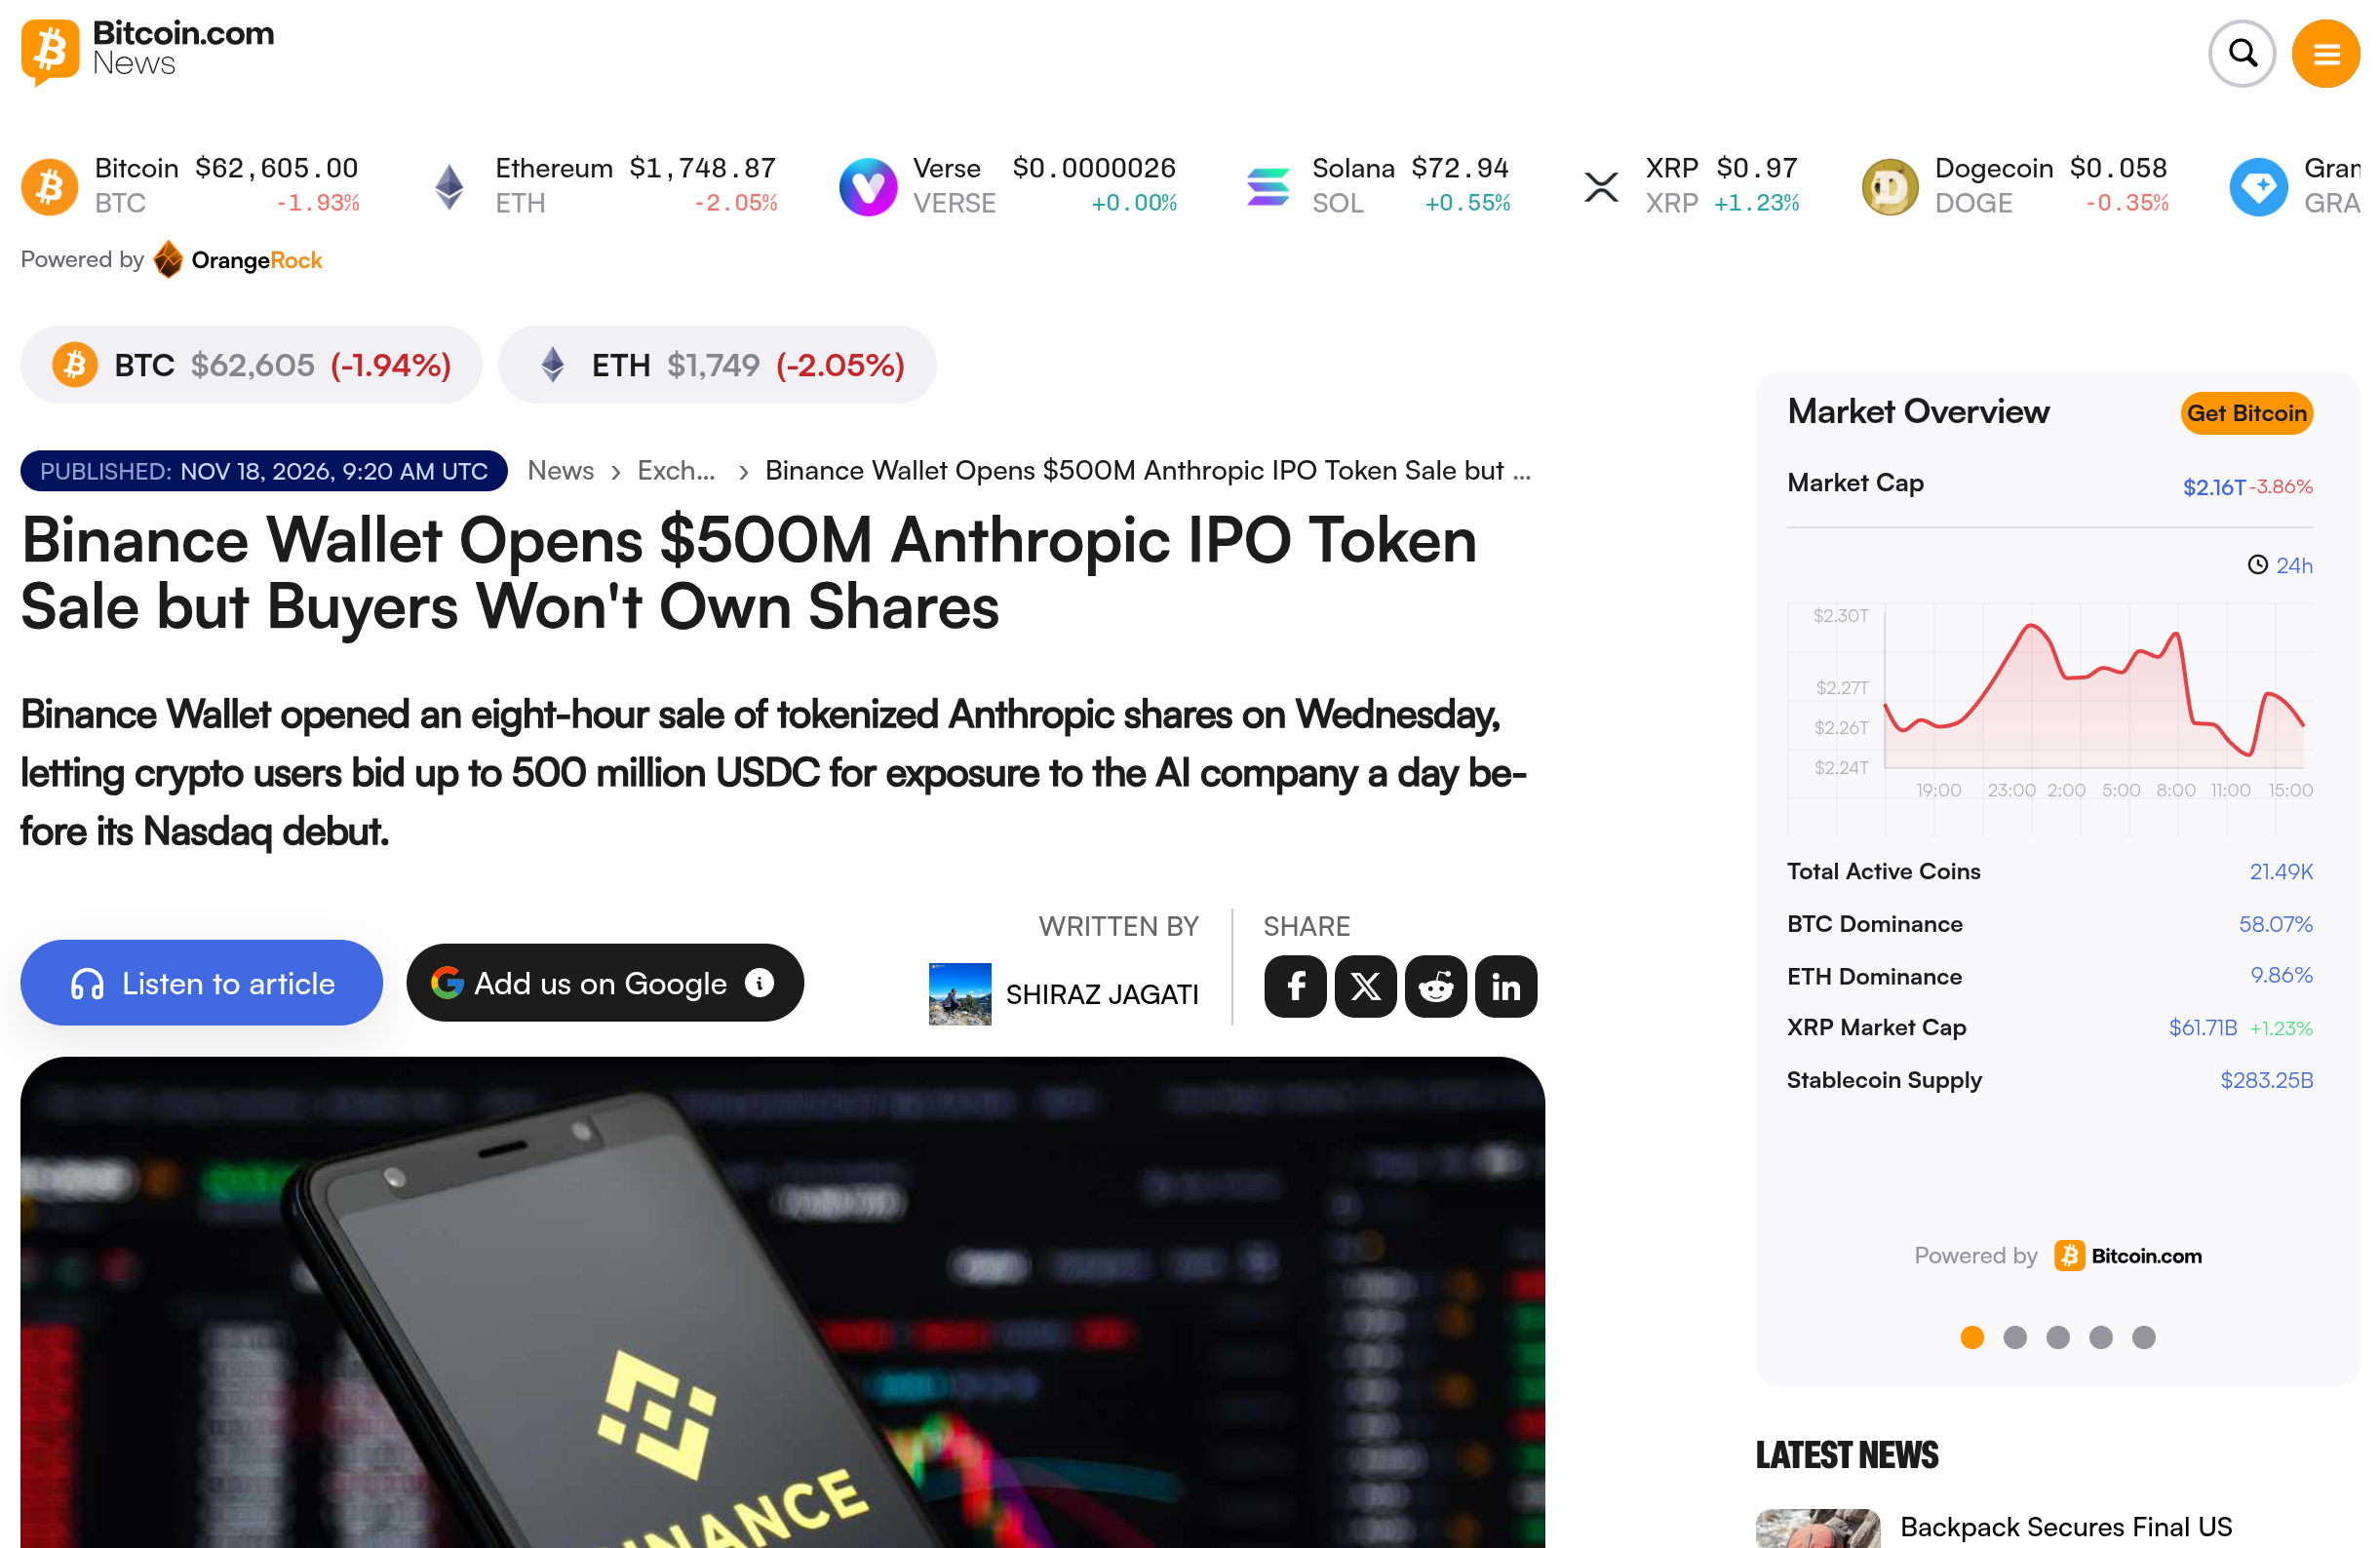 Bitcoin.com
News
Bitcoin $62,605.00
BTC -1.93%
Ethereum $1,748.87
ETH -2.05%
Verse $0.0000026
VERSE +0.00%
Solana $72.94
SOL +0.55%
XRP $0.97
XRP +1.23%
Dogecoin $0.058
DOGE -0.35%
Gran
GRA
Powered by OrangeRock
BTC $62,605 (-1.94%)
ETH $1,749 (-2.05%)
PUBLISHED: NOV 18, 2026, 9:20 AM UTC
News › Exch... › Binance Wallet Opens $500M Anthropic IPO Token Sale but ...
Binance Wallet Opens $500M Anthropic IPO Token
Sale but Buyers Won't Own Shares
Binance Wallet opened an eight-hour sale of tokenized Anthropic shares on Wednesday,
letting crypto users bid up to 500 million USDC for exposure to the AI company a day be-
fore its Nasdaq debut.
Listen to article
Add us on Google
WRITTEN BY
SHIRAZ JAGATI
SHARE
BINANCE
Market Overview
Get Bitcoin
Market Cap $2.16T -3.86%
24h
$2.30T
$2.27T
$2.26T
$2.24T
19:00 23:00 2:00 5:00 8:00 11:00 15:00
Total Active Coins 21.49K
BTC Dominance 58.07%
ETH Dominance 9.86%
XRP Market Cap $61.71B +1.23%
Stablecoin Supply $283.25B
Powered by Bitcoin.com
LATEST NEWS
Backpack Secures Final US